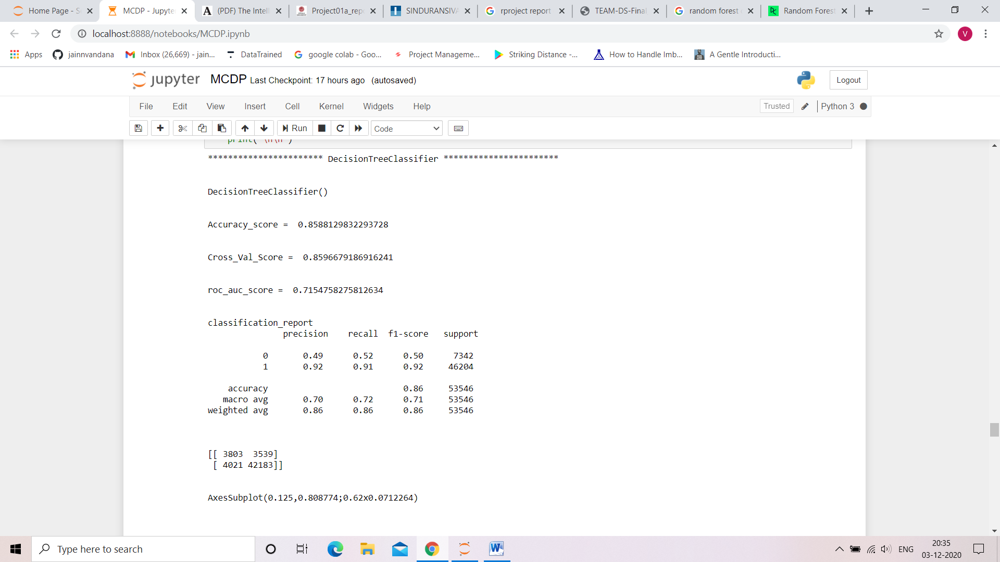 Home Page - S
MCDP - Jupyte
(PDF) The Intell
Project01a_rep
SINDURANSIVA
rproject report
TEAM-DS-Final
random forest
Random Forest
localhost:8888/notebooks/MCDP.ipynb
V
Apps
jainnvandana
Inbox (26,669) - jain...
DataTrained
google colab - Goo...
Project Manageme...
Striking Distance -...
How to Handle Imb...
A Gentle Introducti...
jupyter MCDP Last Checkpoint: 17 hours ago (autosaved)
Logout
File Edit View Insert Cell Kernel Widgets Help
Trusted
Python 3
Run
Code
print("\n\n")
*********************** DecisionTreeClassifier ***********************
DecisionTreeClassifier()
Accuracy_score = 0.8588129832293728
Cross_Val_Score = 0.8596679186916241
roc_auc_score = 0.7154758275812634
classification_report
precision recall f1-score support
0 0.49 0.52 0.50 7342
1 0.92 0.91 0.92 46204
accuracy 0.86 53546
macro avg 0.70 0.72 0.71 53546
weighted avg 0.86 0.86 0.86 53546
[[ 3803 3539]
[ 4021 42183]]
AxesSubplot(0.125,0.808774;0.62x0.0712264)
Type here to search
ENG
20:35
03-12-2020